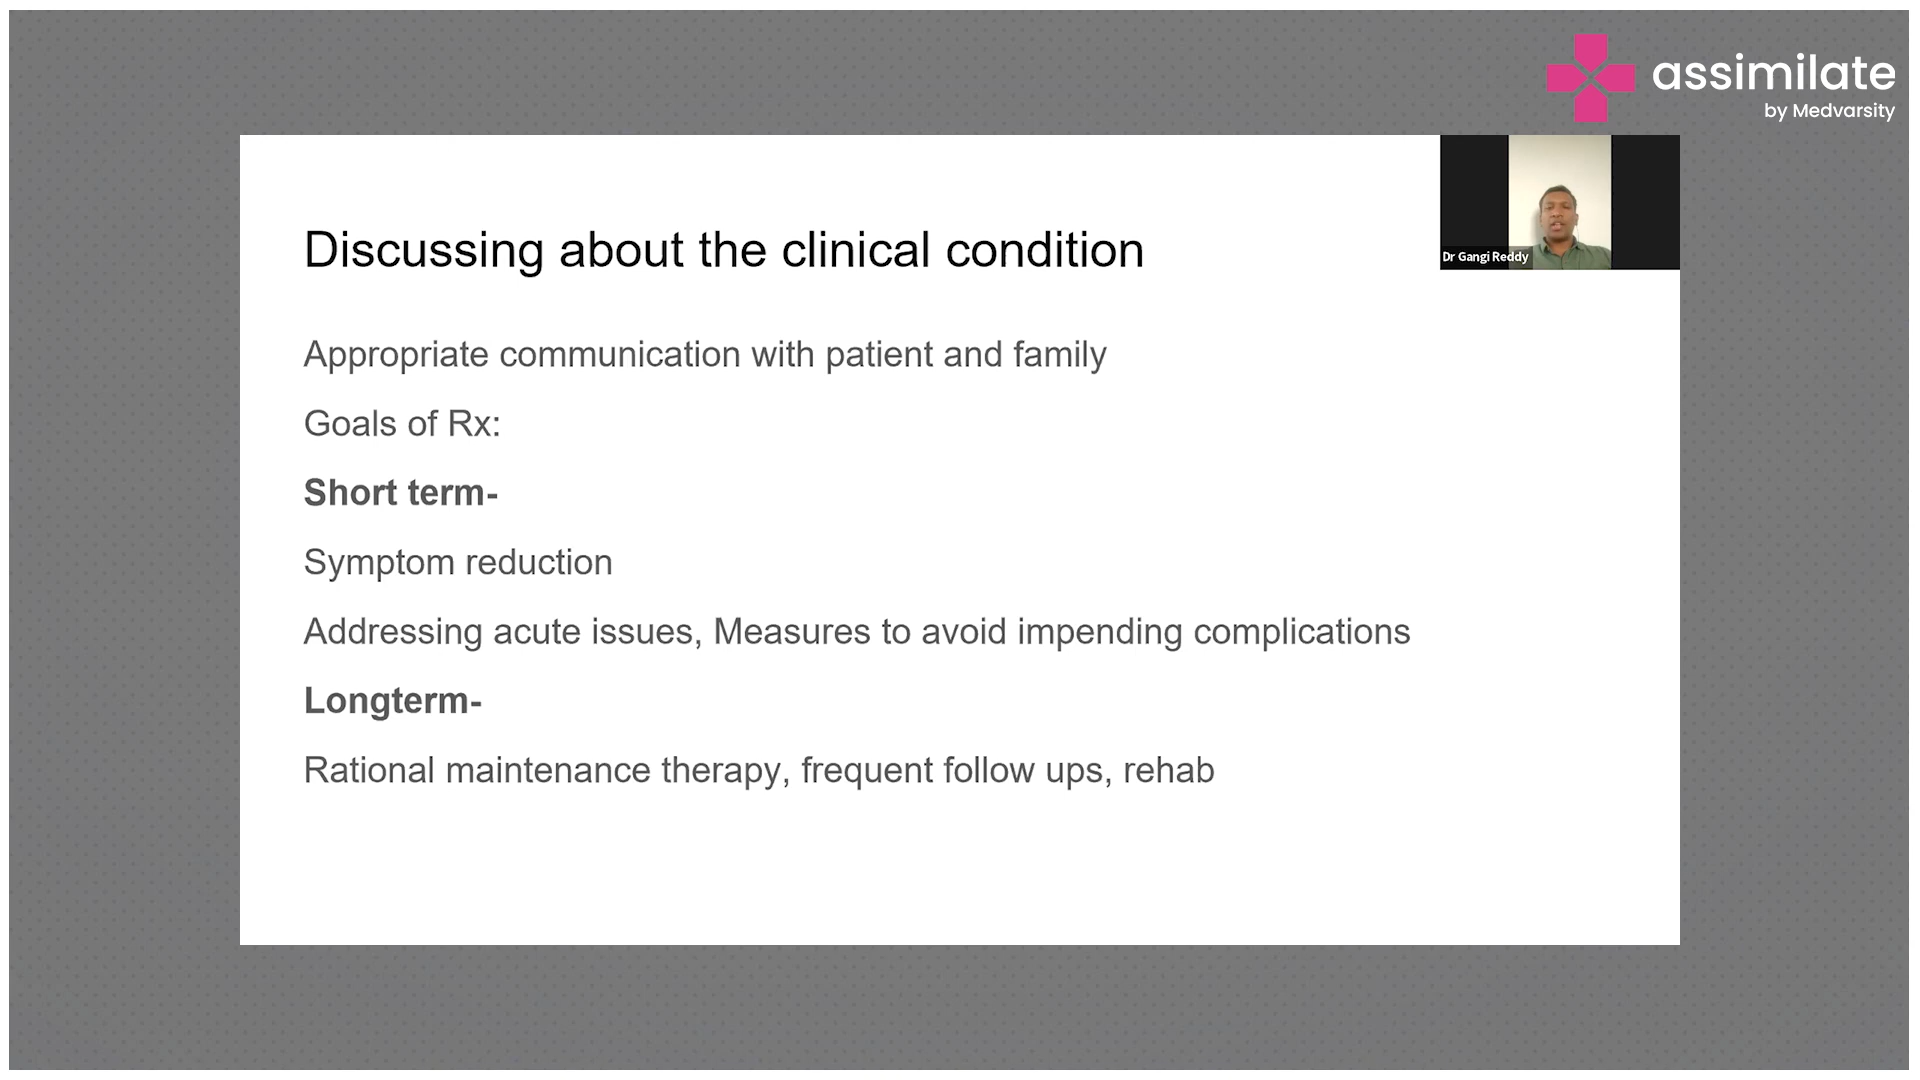 assimilate
by Medvarsity
Dr Gangi Reddy
Discussing about the clinical condition
Appropriate communication with patient and family
Goals of Rx:
Short term-
Symptom reduction
Addressing acute issues, Measures to avoid impending complications
Longterm-
Rational maintenance therapy, frequent follow ups, rehab